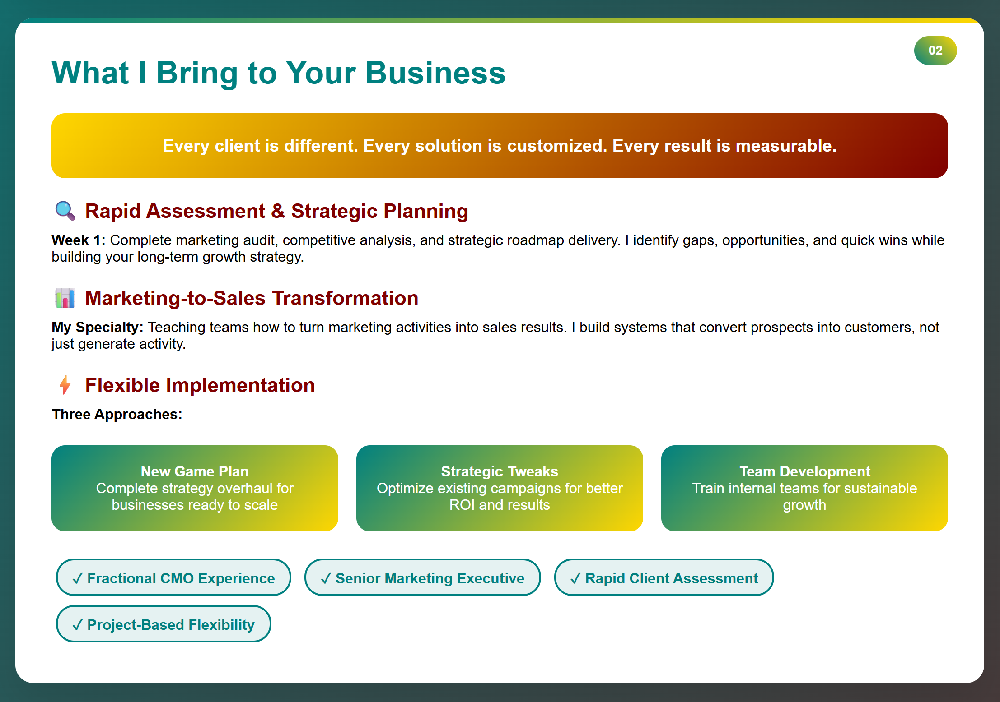 02
What I Bring to Your Business
Every client is different. Every solution is customized. Every result is measurable.
Rapid Assessment & Strategic Planning
Week 1: Complete marketing audit, competitive analysis, and strategic roadmap delivery. I identify gaps, opportunities, and quick wins while
building your long-term growth strategy.
Marketing-to-Sales Transformation
My Specialty: Teaching teams how to turn marketing activities into sales results. I build systems that convert prospects into customers, not
just generate activity.
Flexible Implementation
Three Approaches:
New Game Plan
Complete strategy overhaul for
businesses ready to scale
Strategic Tweaks
Optimize existing campaigns for better
ROI and results
Team Development
Train internal teams for sustainable
growth
✓ Fractional CMO Experience
✓ Senior Marketing Executive
✓ Rapid Client Assessment
✓ Project-Based Flexibility